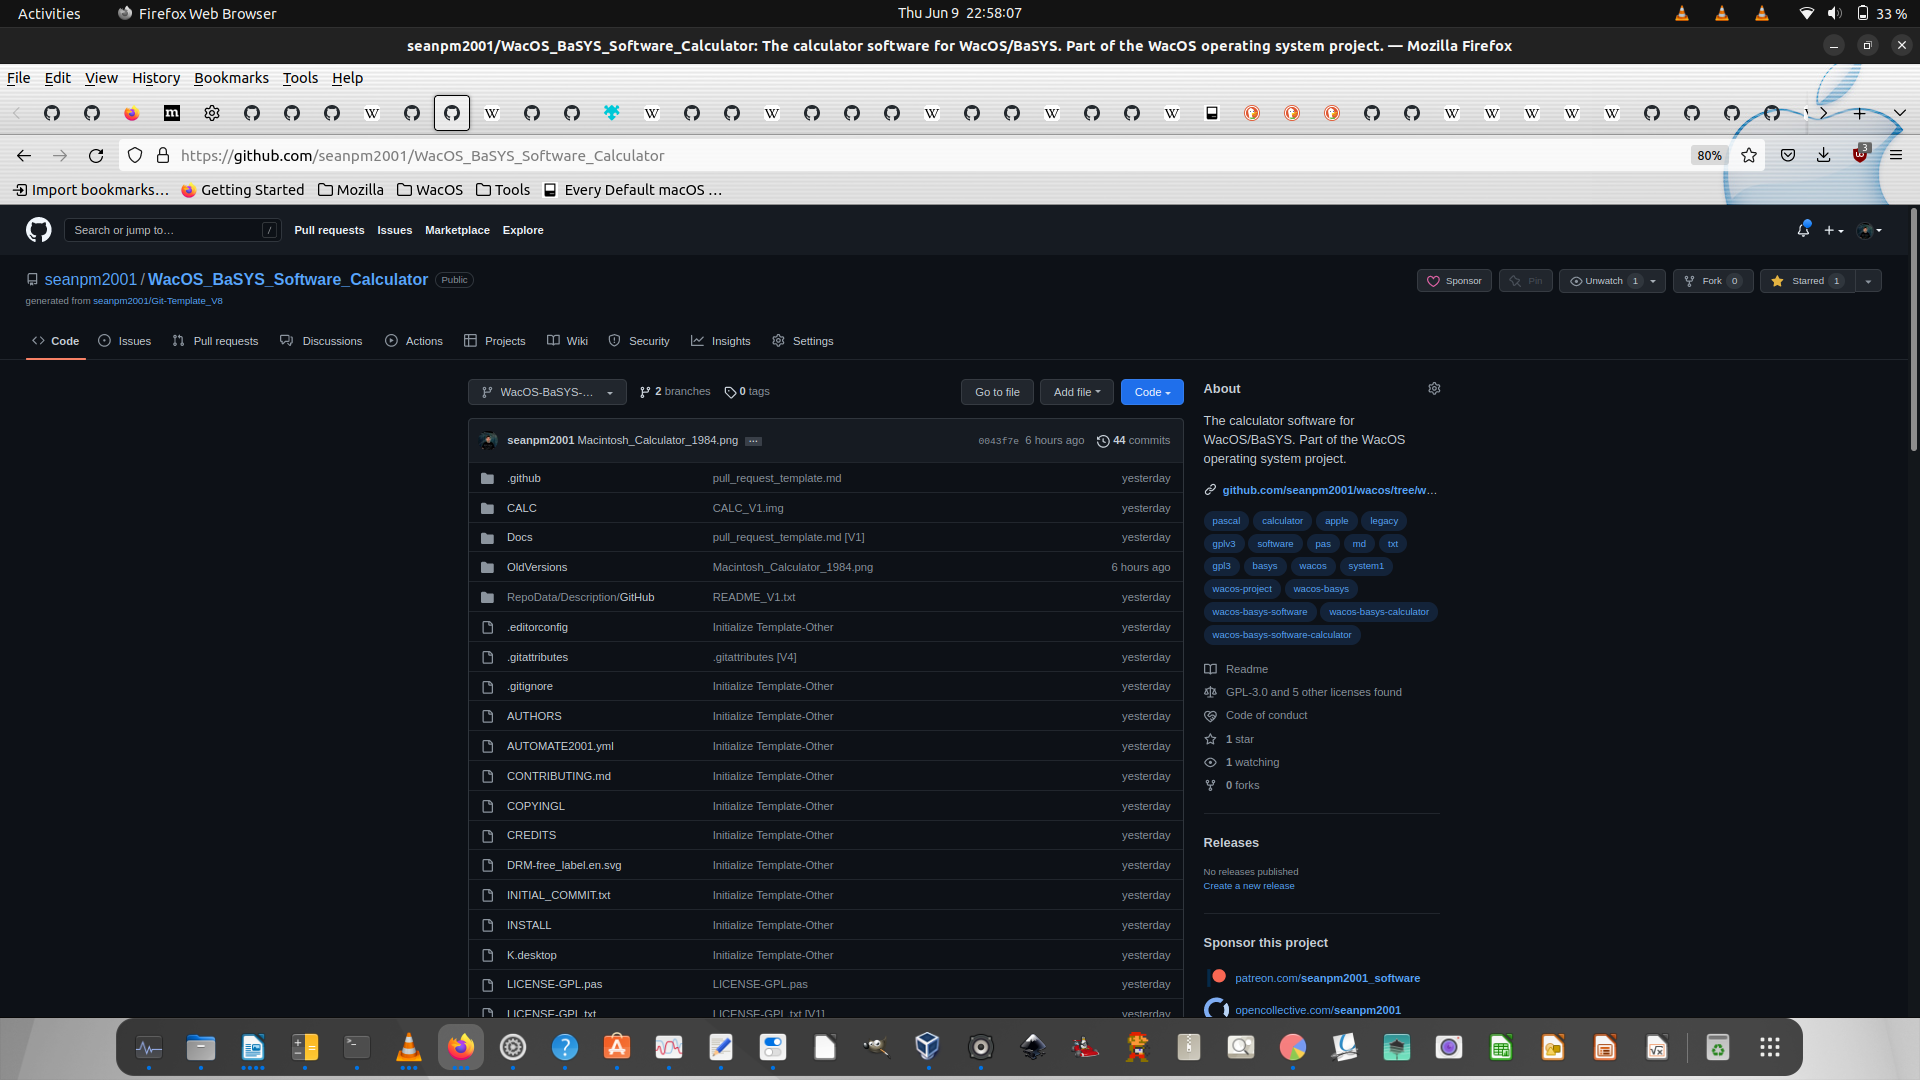 Activities
Firefox Web Browser
Thu Jun 9 22:58:07
33 %
seanpm2001/WacOS_BaSYS_Software_Calculator: The calculator software for WacOS/BaSYS. Part of the WacOS operating system project. — Mozilla Firefox
File Edit View History Bookmarks Tools Help
https://github.com/seanpm2001/WacOS_BaSYS_Software_Calculator
80%
3
Import bookmarks… Getting Started Mozilla WacOS Tools Every Default macOS …
Search or jump to… /
Pull requests Issues Marketplace Explore
seanpm2001 / WacOS_BaSYS_Software_Calculator Public
generated from seanpm2001/Git-Template_V8
Sponsor Pin Unwatch 1 Fork 0 Starred 1
Code Issues Pull requests Discussions Actions Projects Wiki Security Insights Settings
WacOS-BaSYS-... 2 branches 0 tags Go to file Add file Code
seanpm2001 Macintosh_Calculator_1984.png ... 0043f7e 6 hours ago 44 commits
.github pull_request_template.md yesterday
CALC CALC_V1.img yesterday
Docs pull_request_template.md [V1] yesterday
OldVersions Macintosh_Calculator_1984.png 6 hours ago
RepoData/Description/GitHub README_V1.txt yesterday
.editorconfig Initialize Template-Other yesterday
.gitattributes .gitattributes [V4] yesterday
.gitignore Initialize Template-Other yesterday
AUTHORS Initialize Template-Other yesterday
AUTOMATE2001.yml Initialize Template-Other yesterday
CONTRIBUTING.md Initialize Template-Other yesterday
COPYINGL Initialize Template-Other yesterday
CREDITS Initialize Template-Other yesterday
DRM-free_label.en.svg Initialize Template-Other yesterday
INITIAL_COMMIT.txt Initialize Template-Other yesterday
INSTALL Initialize Template-Other yesterday
K.desktop Initialize Template-Other yesterday
LICENSE-GPL.pas LICENSE-GPL.pas yesterday
LICENSE-GPL.txt LICENSE-GPL.txt [V1] yesterday
About
The calculator software for
WacOS/BaSYS. Part of the WacOS
operating system project.
github.com/seanpm2001/wacos/tree/w…
pascal calculator apple legacy
gplv3 software pas md txt
gpl3 basys wacos system1
wacos-project wacos-basys
wacos-basys-software wacos-basys-calculator
wacos-basys-software-calculator
Readme
GPL-3.0 and 5 other licenses found
Code of conduct
1 star
1 watching
0 forks
Releases
No releases published
Create a new release
Sponsor this project
patreon.com/seanpm2001_software
opencollective.com/seanpm2001